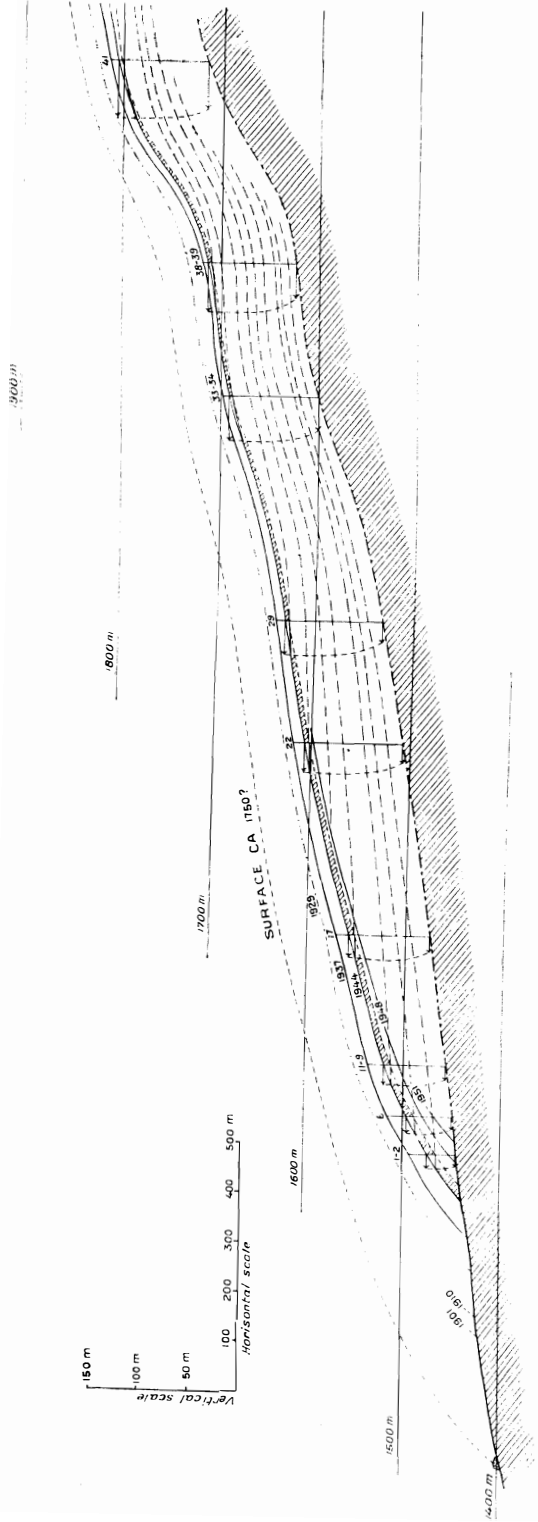 1900 m
1800 m
1700 m
1600 m
1500 m
1400 m
SURFACE CA 1750?
1901
1910
1929
1937
1944
1948
1951
1-2
6
11-9
17
22
29
33-34
38-39
41
150 m
100 m
50 m
Vertical scale
100 200 300 400 500 m
Horisontal scale